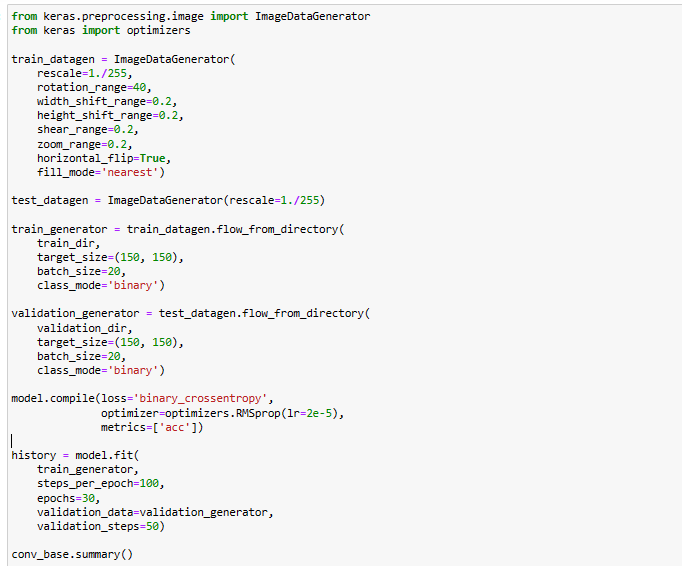 from keras.preprocessing.image import ImageDataGenerator
from keras import optimizers
train_datagen = ImageDataGenerator(
    rescale=1./255,
    rotation_range=40,
    width_shift_range=0.2,
    height_shift_range=0.2,
    shear_range=0.2,
    zoom_range=0.2,
    horizontal_flip=True,
    fill_mode='nearest')
test_datagen = ImageDataGenerator(rescale=1./255)
train_generator = train_datagen.flow_from_directory(
    train_dir,
    target_size=(150, 150),
    batch_size=20,
    class_mode='binary')
validation_generator = test_datagen.flow_from_directory(
    validation_dir,
    target_size=(150, 150),
    batch_size=20,
    class_mode='binary')
model.compile(loss='binary_crossentropy',
              optimizer=optimizers.RMSprop(lr=2e-5),
              metrics=['acc'])
history = model.fit(
    train_generator,
    steps_per_epoch=100,
    epochs=30,
    validation_data=validation_generator,
    validation_steps=50)
conv_base.summary()